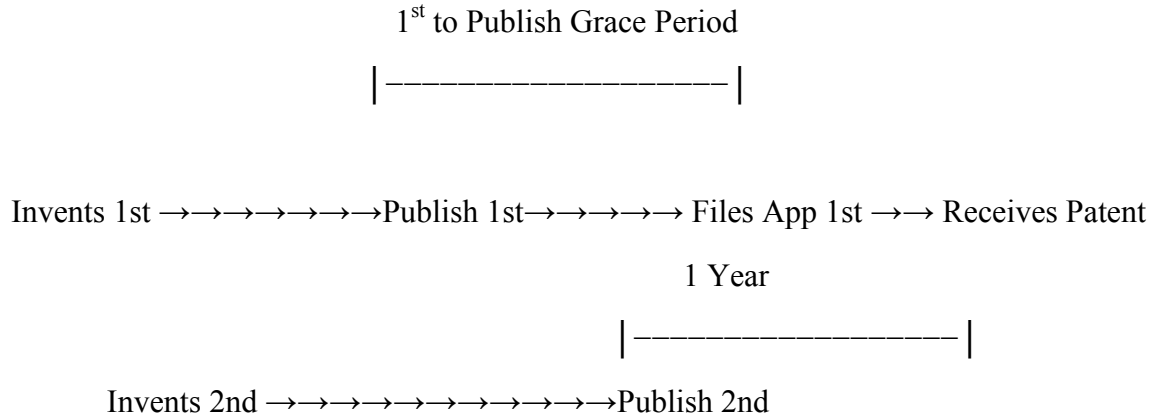 1st to Publish Grace Period
|−−−−−−−−−−−−−−−−−−−|
Invents 1st →→→→→→→Publish 1st→→→→→ Files App 1st →→ Receives Patent
1 Year
|−−−−−−−−−−−−−−−−−−|
Invents 2nd →→→→→→→→→→→Publish 2nd